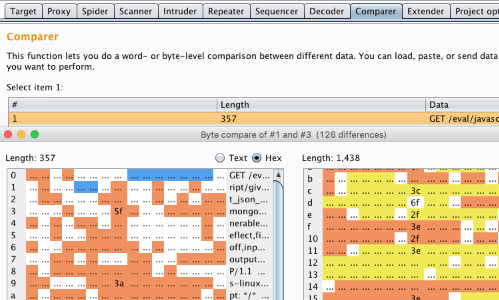 Target Proxy Spider Scanner Intruder Repeater Sequencer Decoder Comparer Extender Project opt
Comparer
This function lets you do a word- or byte-level comparison between different data. You can load, paste, or send data
you want to perform.
Select item 1:
# Length Data
1 357 GET /eval/javasc
Byte compare of #1 and #3 (126 differences)
Length: 357 Text Hex Length: 1,438
0 GET /ev...
1 ript/giv...
2 t_json_...
3 5f mongo...
4 nerable...
5 eflect,fi...
6 off,inp...
7 output...
8 P/1.1
9 3a s-linux...
a pt: */*
b
c 3c
d 6f
e 2f
f 3e
10 2f
11 3e
12
13
14
15 3e